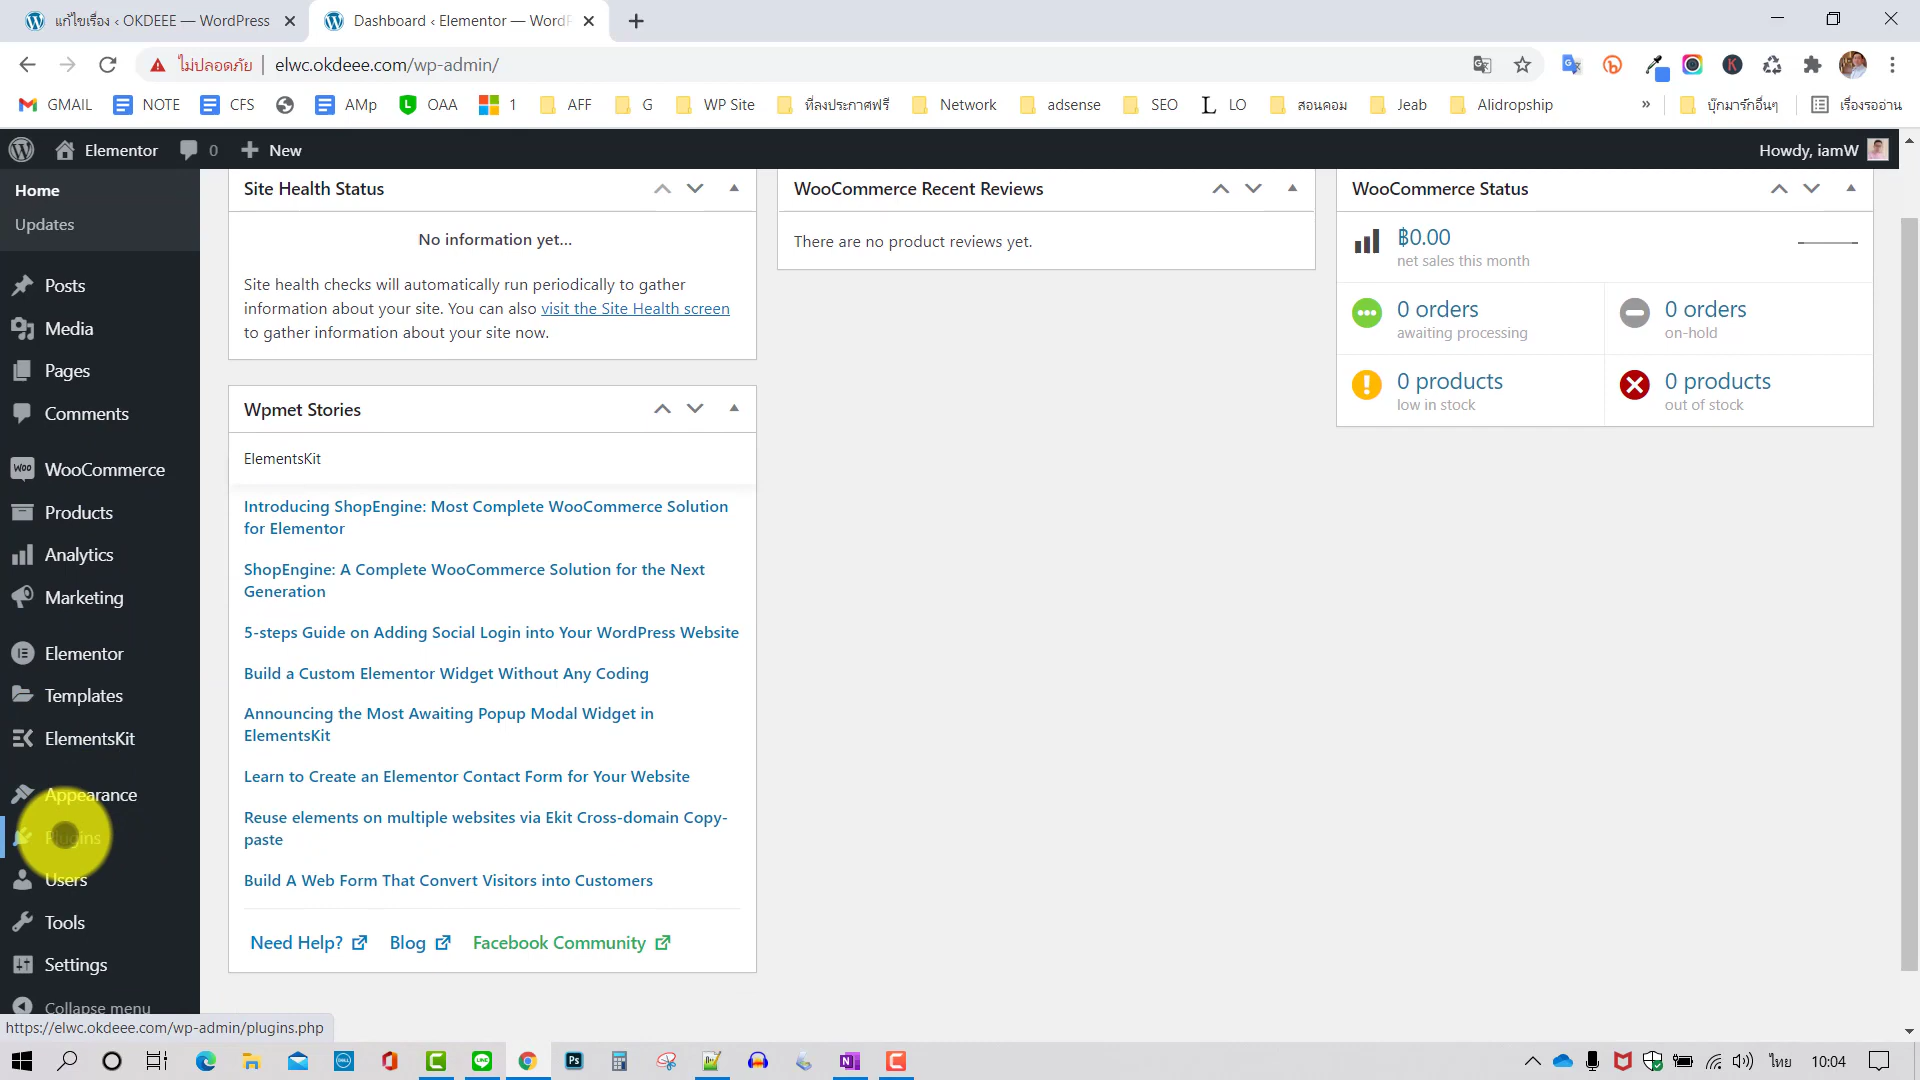 แก้ไขเรื่อง ‹ OKDEEE — WordPress
Dashboard ‹ Elementor — WordP
ไม่ปลอดภัย
elwc.okdeee.com/wp-admin/
GMAIL
NOTE
CFS
AMp
OAA
1
AFF
G
WP Site
ที่ลงประกาศฟรี
Network
adsense
SEO
LO
สอนคอม
Jeab
Alidropship
»
บุ๊กมาร์กอื่นๆ
เรื่องรออ่าน
Elementor
0
New
Howdy, iamW
Home
Updates
Posts
Media
Pages
Comments
WooCommerce
Products
Analytics
Marketing
Elementor
Templates
ElementsKit
Appearance
Plugins
Users
Tools
Settings
Collapse menu
Site Health Status
No information yet...
Site health checks will automatically run periodically to gather
information about your site. You can also visit the Site Health screen
to gather information about your site now.
Wpmet Stories
ElementsKit
Introducing ShopEngine: Most Complete WooCommerce Solution
for Elementor
ShopEngine: A Complete WooCommerce Solution for the Next
Generation
5-steps Guide on Adding Social Login into Your WordPress Website
Build a Custom Elementor Widget Without Any Coding
Announcing the Most Awaiting Popup Modal Widget in
ElementsKit
Learn to Create an Elementor Contact Form for Your Website
Reuse elements on multiple websites via Ekit Cross-domain Copy-
paste
Build A Web Form That Convert Visitors into Customers
Need Help?
Blog
Facebook Community
WooCommerce Recent Reviews
There are no product reviews yet.
WooCommerce Status
฿0.00
net sales this month
0 orders
awaiting processing
0 orders
on-hold
0 products
low in stock
0 products
out of stock
https://elwc.okdeee.com/wp-admin/plugins.php
ไทย
10:04